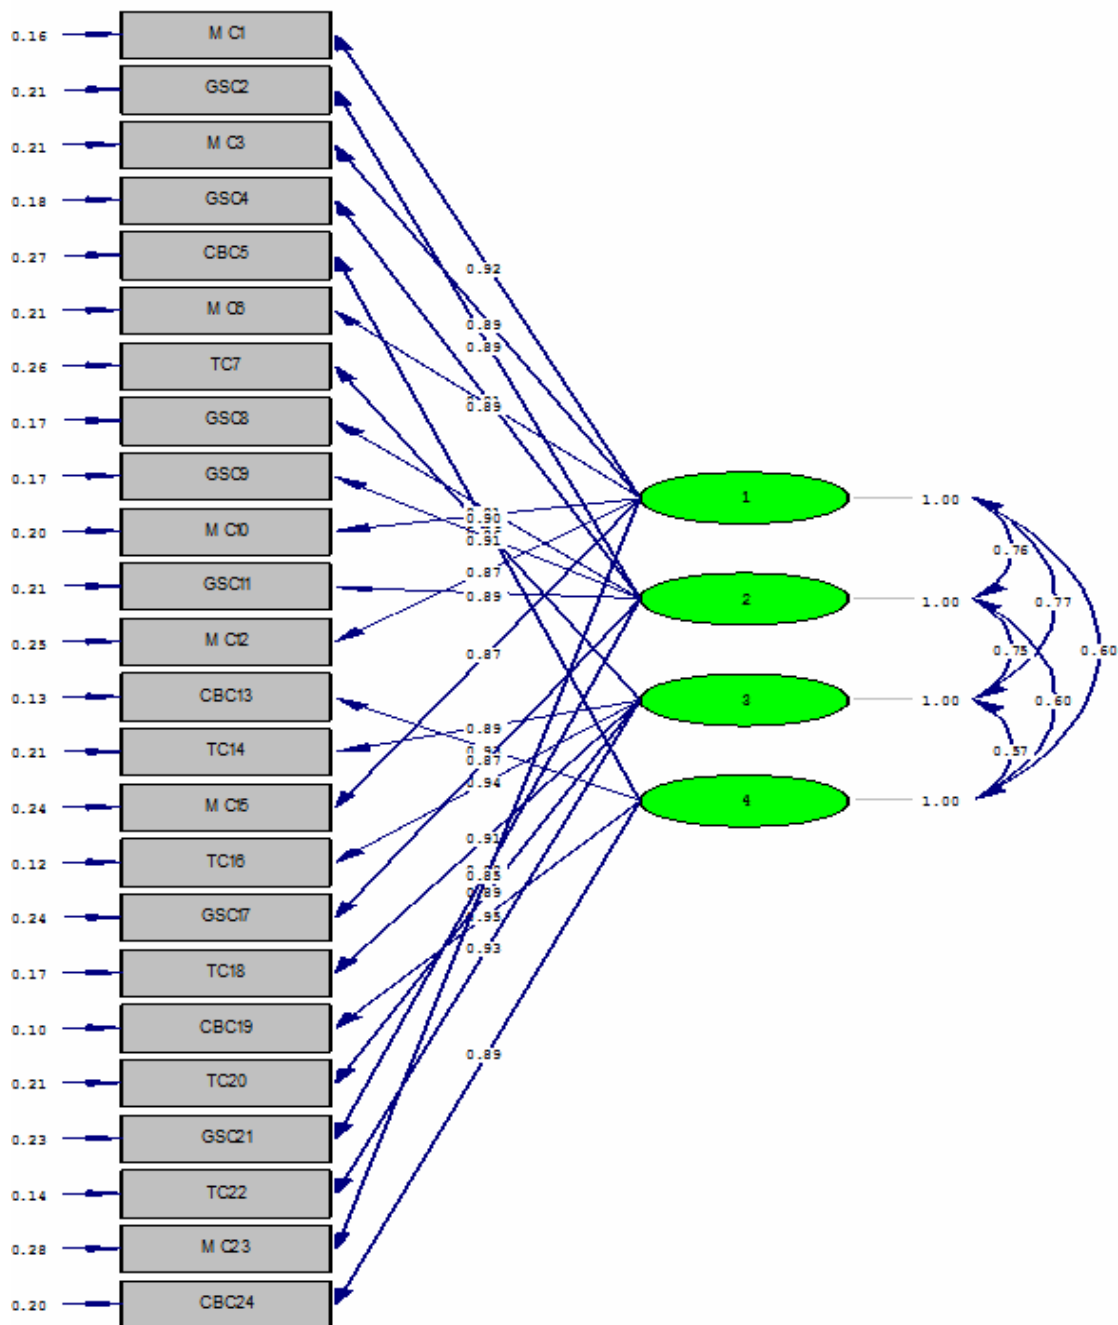 0.16 M C1
0.21 GSC2
0.21 M C3
0.18 GSC4
0.27 CBC5
0.92
0.21 M C6
0.89
0.89
0.26 TC7
0.89
0.17 GSC8
0.17 GSC9
1 1.00
0.90
0.20 M C10
0.91
0.76
0.87
0.21 GSC11
0.89
2 1.00
0.77
0.25 M C12
0.87
0.75
0.60
0.13 CBC13
3 1.00
0.60
0.89
0.21 TC14
0.57
0.87
0.94
0.24 M C15
4 1.00
0.91
0.12 TC16
0.89
0.24 GSC17
0.95
0.93
0.17 TC18
0.10 CBC19
0.89
0.21 TC20
0.23 GSC21
0.14 TC22
0.28 M C23
0.20 CBC24